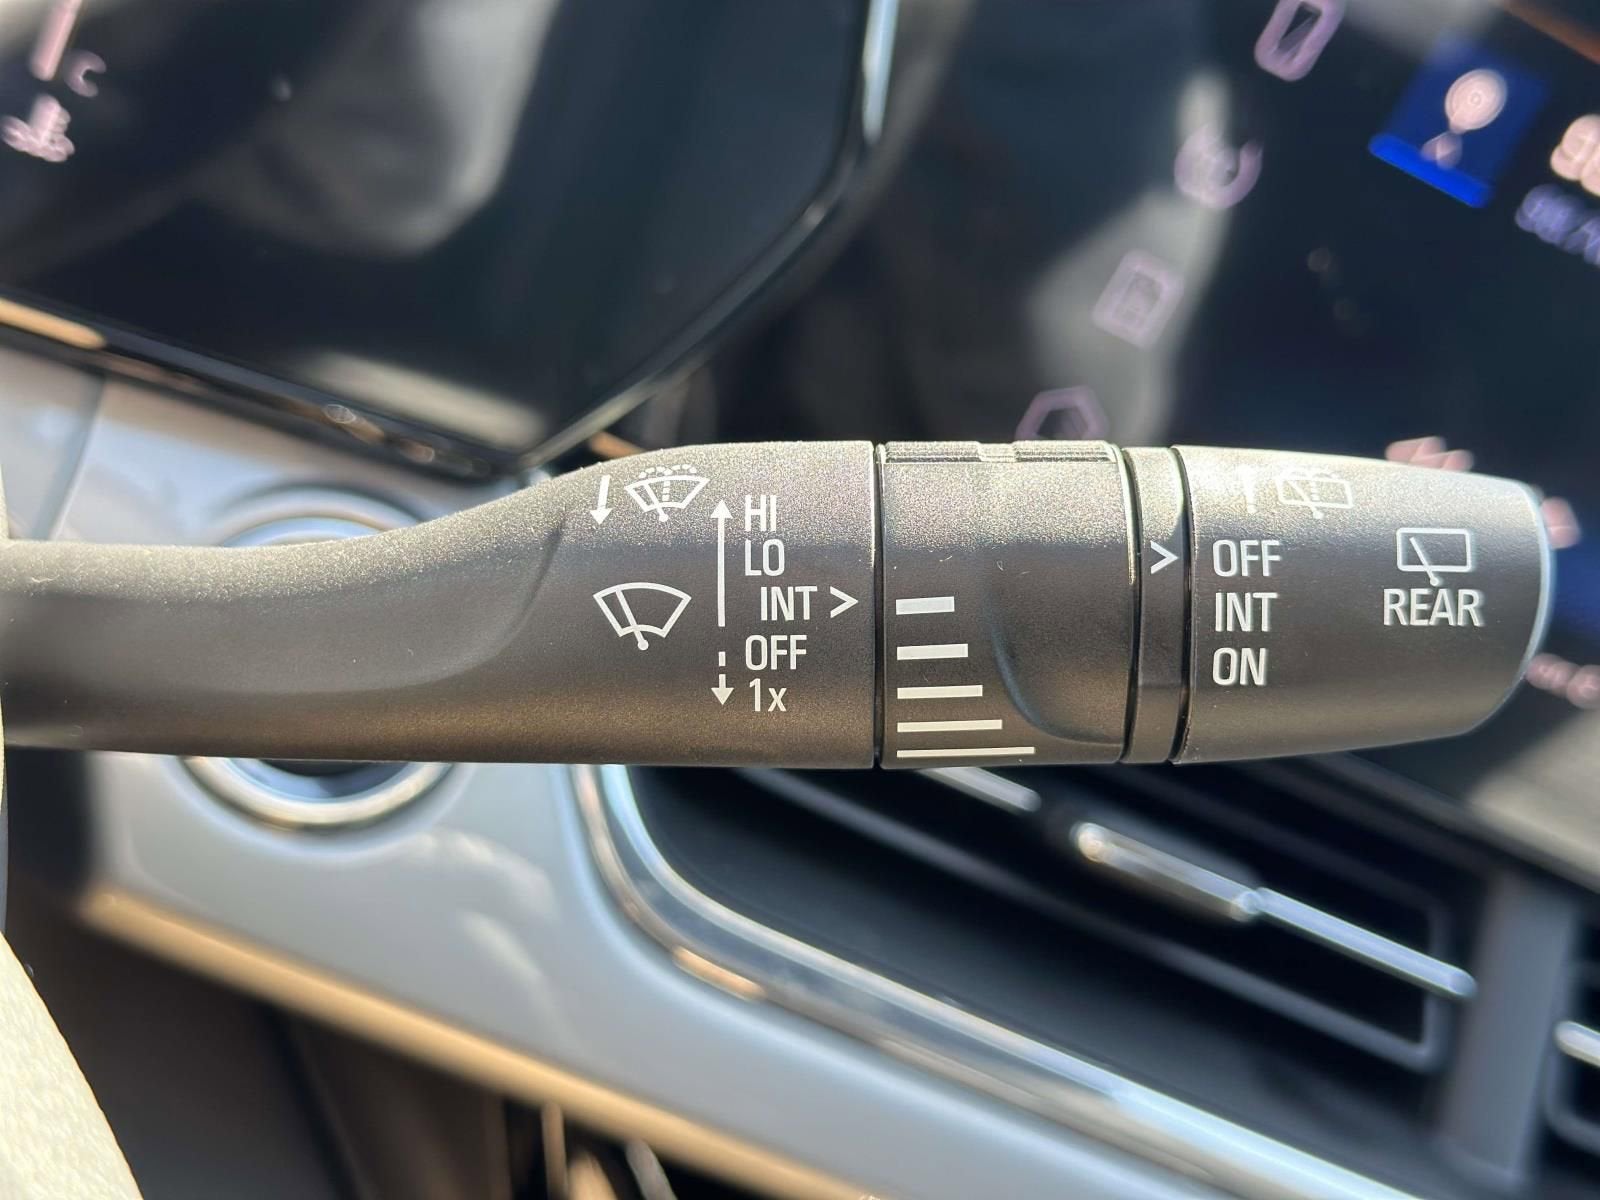 HI
LO
INT >
OFF
1x
>
OFF
INT
ON
REAR
C